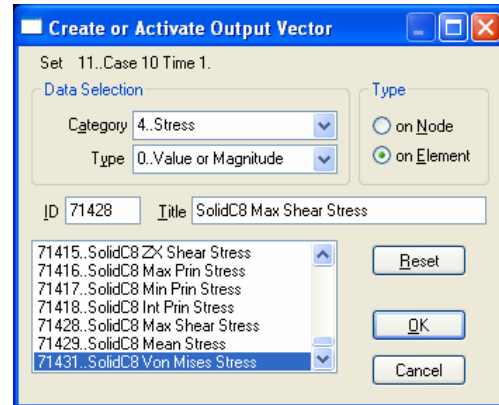 Create or Activate Output Vector
Set 11..Case 10 Time 1.
Data Selection
Category 4..Stress
Type 0..Value or Magnitude
Type
on Node
on Element
ID 71428 Title SolidC8 Max Shear Stress
71415..SolidC8 ZX Shear Stress
71416..SolidC8 Max Prin Stress
71417..SolidC8 Min Prin Stress
71418..SolidC8 Int Prin Stress
71428..SolidC8 Max Shear Stress
71429..SolidC8 Mean Stress
71431..SolidC8 Von Mises Stress
Reset
OK
Cancel